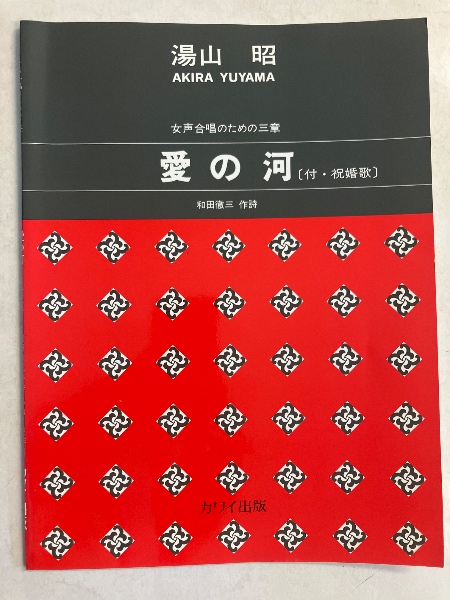 湯山 昭
AKIRA YUYAMA
女声合唱のための三章
愛の河〔付・祝婚歌〕
和田徹三 作詩
カワイ出版